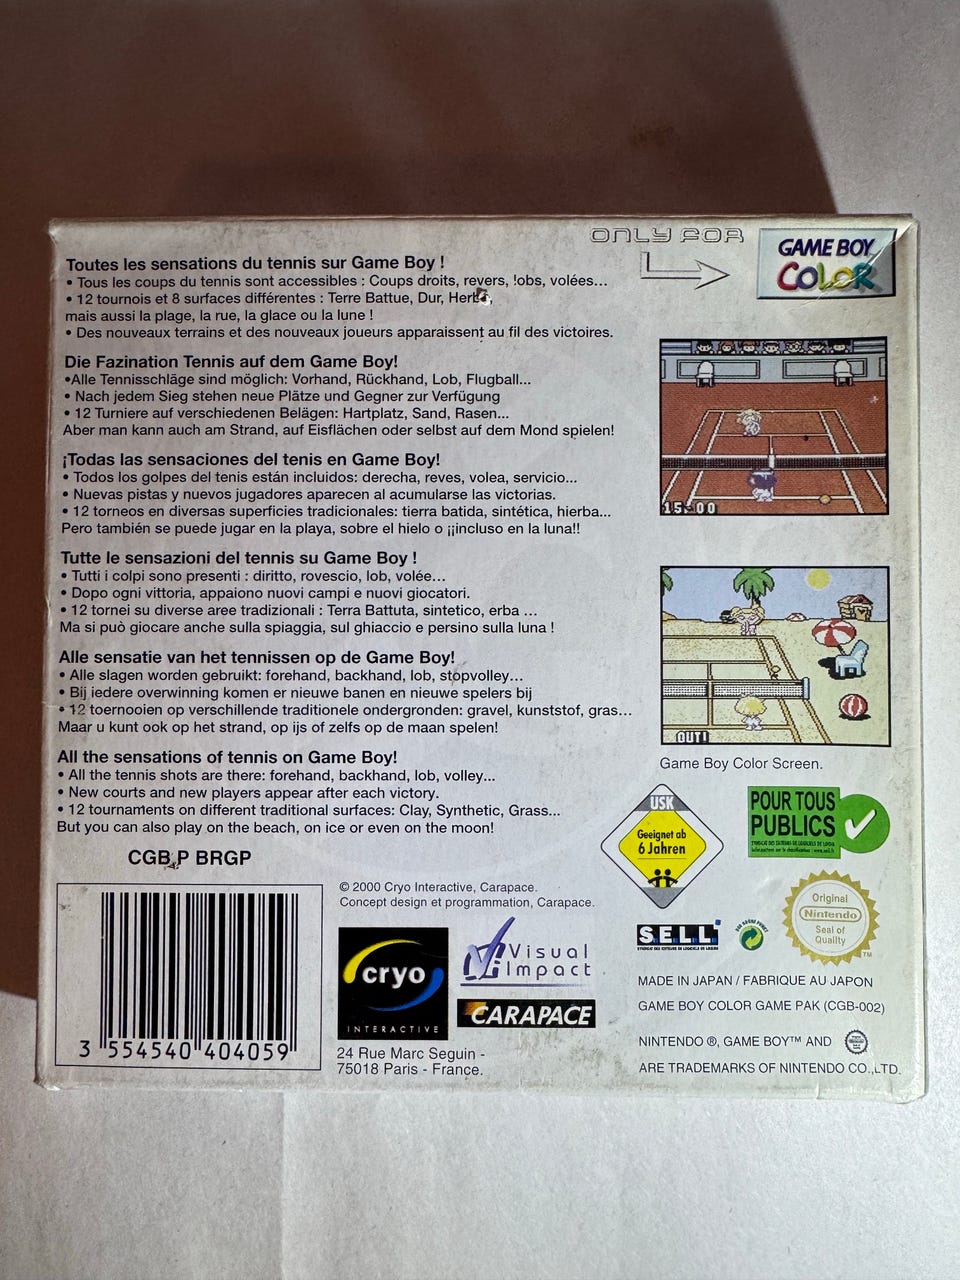 ONLY FOR
GAME BOY
COLOR
Toutes les sensations du tennis sur Game Boy !
• Tous les coups du tennis sont accessibles : Coups droits, revers, lobs, volées...
• 12 tournois et 8 surfaces différentes : Terre Battue, Dur, Herbe,
mais aussi la plage, la rue, la glace ou la lune !
• Des nouveaux terrains et des nouveaux joueurs apparaissent au fil des victoires.
Die Fazination Tennis auf dem Game Boy!
•Alle Tennisschläge sind möglich: Vorhand, Rückhand, Lob, Flugball...
• Nach jedem Sieg stehen neue Plätze und Gegner zur Verfügung
• 12 Turniere auf verschiedenen Belägen: Hartplatz, Sand, Rasen...
Aber man kann auch am Strand, auf Eisflächen oder selbst auf dem Mond spielen!
¡Todas las sensaciones del tenis en Game Boy!
• Todos los golpes del tenis están incluidos: derecha, reves, volea, servicio...
• Nuevas pistas y nuevos jugadores aparecen al acumularse las victorias.
• 12 torneos en diversas superficies tradicionales: tierra batida, sintética, hierba...
Pero también se puede jugar en la playa, sobre el hielo o ¡¡incluso en la luna!!
Tutte le sensazioni del tennis su Game Boy !
• Tutti i colpi sono presenti : diritto, rovescio, lob, volée...
• Dopo ogni vittoria, appaiono nuovi campi e nuovi giocatori.
• 12 tornei su diverse aree tradizionali : Terra Battuta, sintetico, erba ...
Ma si può giocare anche sulla spiaggia, sul ghiaccio e persino sulla luna !
Alle sensatie van het tennissen op de Game Boy!
• Alle slagen worden gebruikt: forehand, backhand, lob, stopvolley...
• Bij iedere overwinning komen er nieuwe banen en nieuwe spelers bij
• 12 toernooien op verschillende traditionele ondergronden: gravel, kunststof, gras...
Maar u kunt ook op het strand, op ijs of zelfs op de maan spelen!
All the sensations of tennis on Game Boy!
• All the tennis shots are there: forehand, backhand, lob, volley...
• New courts and new players appear after each victory.
• 12 tournaments on different traditional surfaces: Clay, Synthetic, Grass...
But you can also play on the beach, on ice or even on the moon!
CGB P BRGP
15-00
OUT!
Game Boy Color Screen.
USK
Geeignet ab
6 Jahren
POUR TOUS
PUBLICS
3 554540 404059
© 2000 Cryo Interactive, Carapace.
Concept design et programmation, Carapace.
cryo
INTERACTIVE
Visual
Impact
CARAPACE
24 Rue Marc Seguin -
75018 Paris - France.
S.E.L.L.
Original
Nintendo
Seal of
Quality
TM
MADE IN JAPAN / FABRIQUE AU JAPON
GAME BOY COLOR GAME PAK (CGB-002)
NINTENDO ®, GAME BOY™ AND
ARE TRADEMARKS OF NINTENDO CO.,LTD.